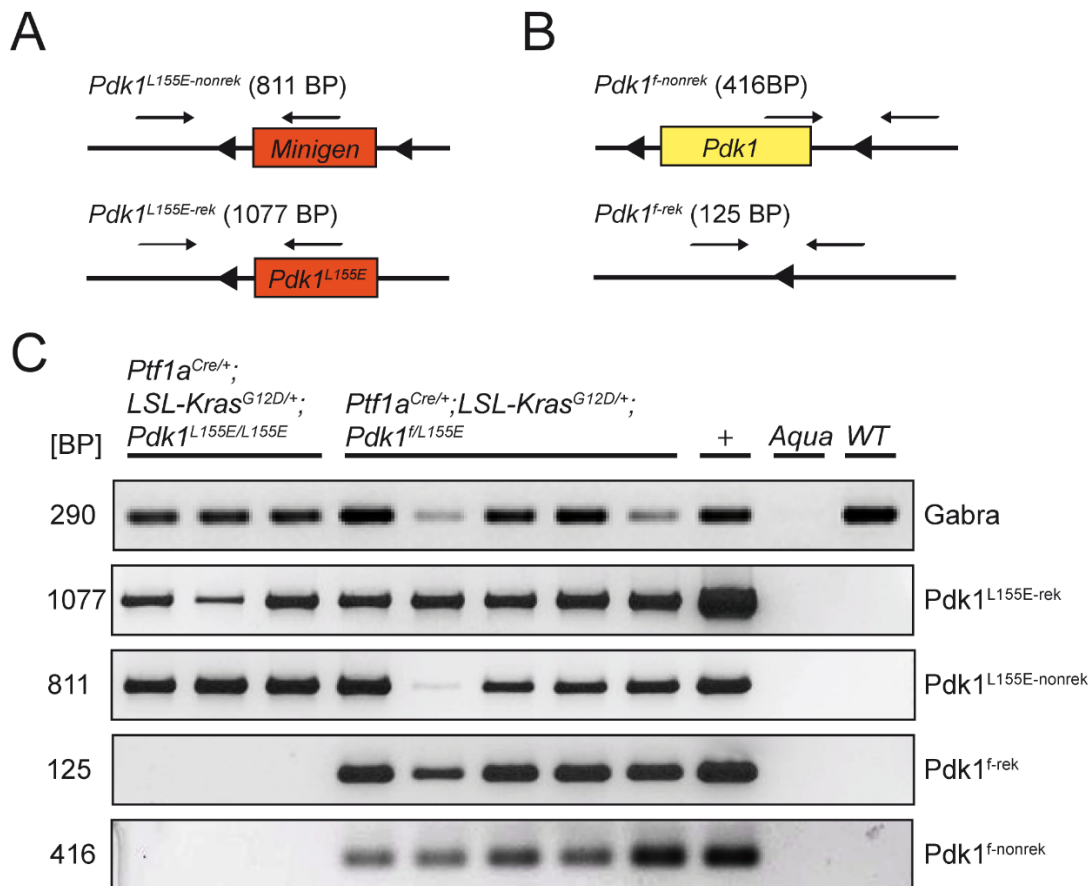 A
Pdk1L155E-nonrek (811 BP)
Minigen
Pdk1L155E-rek (1077 BP)
Pdk1L155E
B
Pdk1f-nonrek (416BP)
Pdk1
Pdk1f-rek (125 BP)
C
Ptf1aCre/+;
LSL-KrasG12D/+;
Pdk1L155E/L155E
Ptf1aCre/+;LSL-KrasG12D/+;
Pdk1f/L155E
[BP]
+
Aqua
WT
290
Gabra
1077
Pdk1L155E-rek
811
Pdk1L155E-nonrek
125
Pdk1f-rek
416
Pdk1f-nonrek